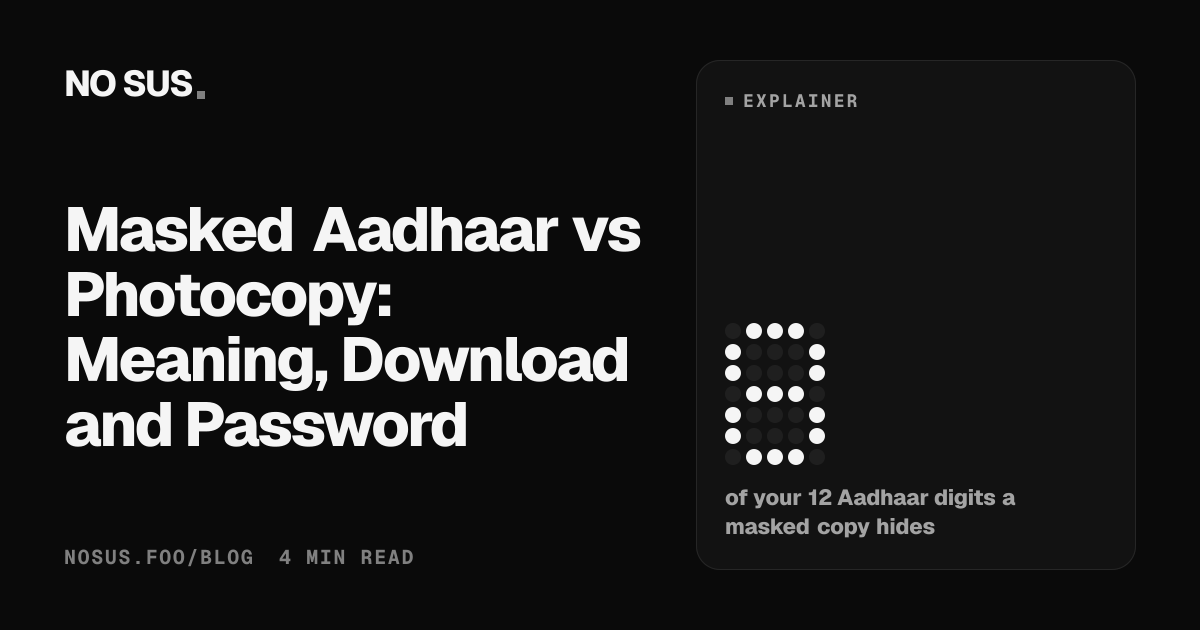 NO SUS.
Masked Aadhaar vs
Photocopy:
Meaning, Download
and Password
NOSUS.FOO/BLOG 4 MIN READ
EXPLAINER
8
of your 12 Aadhaar digits a
masked copy hides